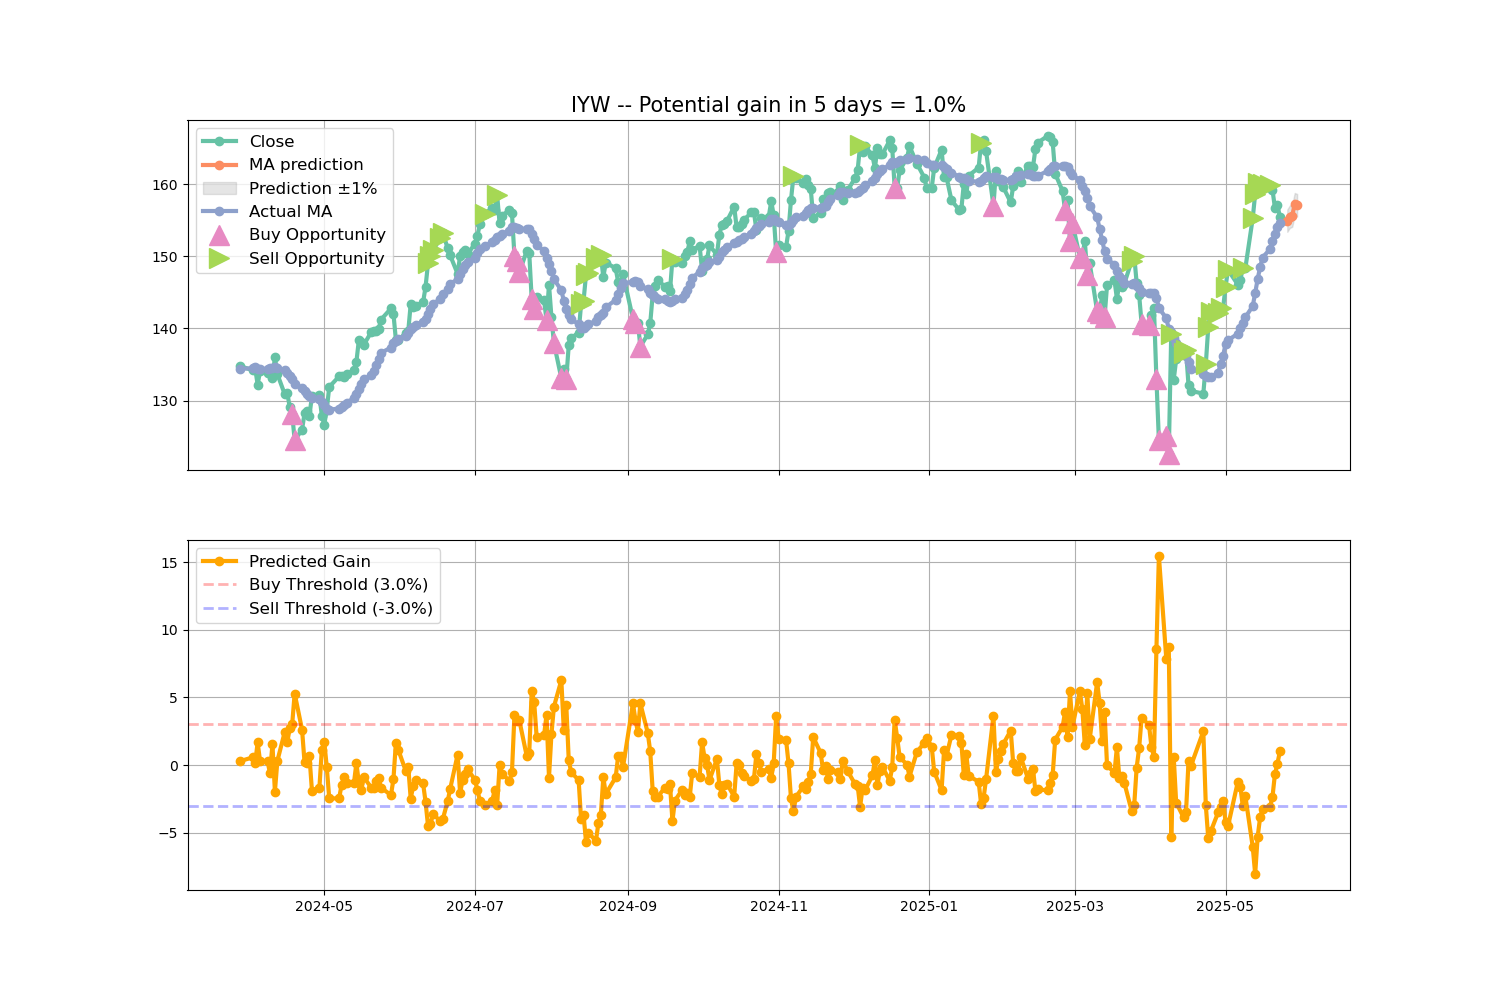 IYW -- Potential gain in 5 days = 1.0%
Close
MA prediction
Prediction ±1%
Actual MA
Buy Opportunity
Sell Opportunity
160
150
140
130
Predicted Gain
Buy Threshold (3.0%)
Sell Threshold (-3.0%)
15
10
5
0
−5
2024-05 2024-07 2024-09 2024-11 2025-01 2025-03 2025-05